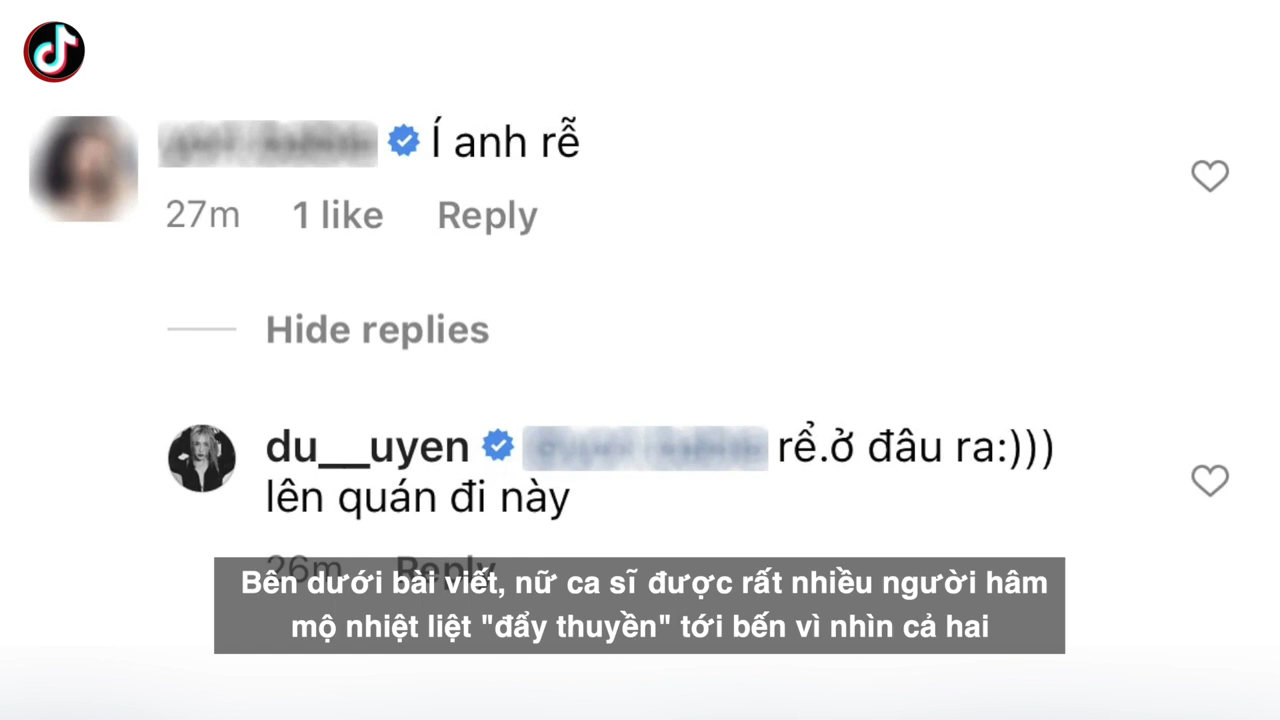 Í anh rễ
27m 1 like Reply
Hide replies
du__uyen rể.ở đâu ra:)))
lên quán đi này
26m Reply
Bên dưới bài viết, nữ ca sĩ được rất nhiều người hâm
mộ nhiệt liệt "đẩy thuyền" tới bến vì nhìn cả hai